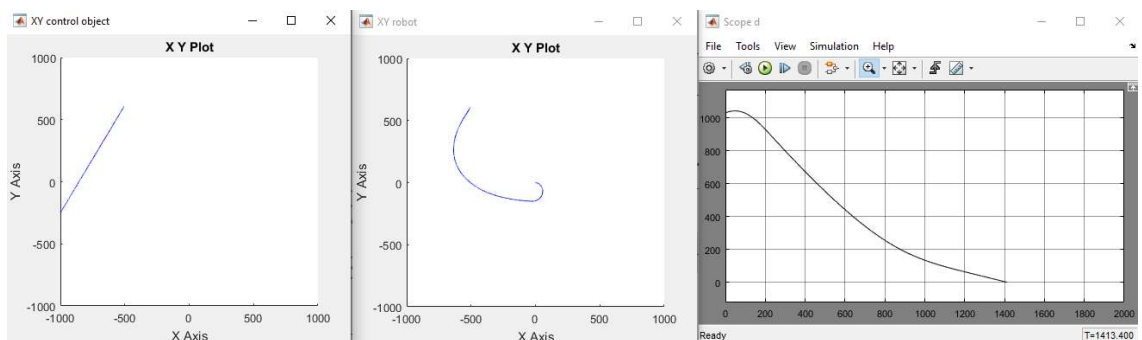 XY control object
X Y Plot
1000
500
0
-500
-1000
-1000 -500 0 500 1000
Y Axis
X Axis
XY robot
X Y Plot
1000
500
0
-500
-1000
-1000 -500 0 500 1000
Y Axis
X Axis
Scope d
File Tools View Simulation Help
1000
800
600
400
200
0
0 200 400 600 800 1000 1200 1400 1600 1800 2000
Ready T=1413.400